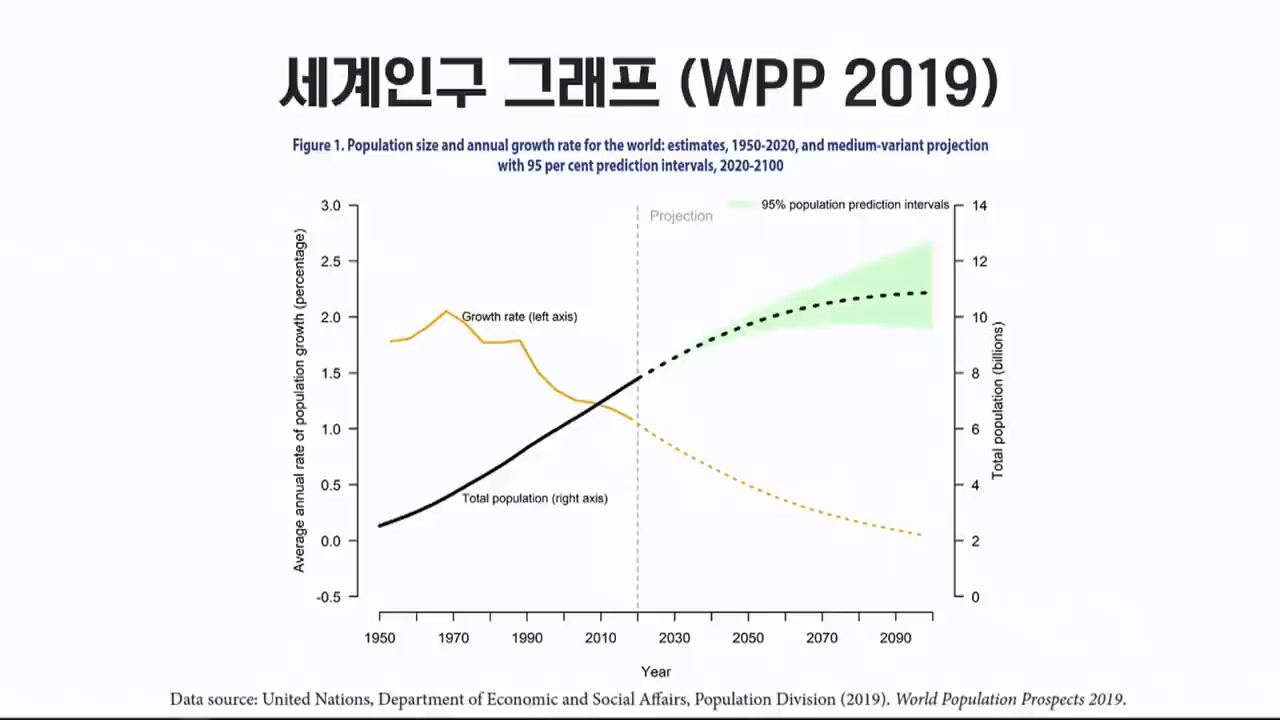 세계인구 그래프 (WPP 2019)
Figure 1. Population size and annual growth rate for the world: estimates, 1950-2020, and medium-variant projection
with 95 per cent prediction intervals, 2020-2100
95% population prediction intervals
Projection
3.0
2.5
2.0
1.5
1.0
0.5
0.0
-0.5
Average annual rate of population growth (percentage)
Growth rate (left axis)
Total population (right axis)
14
12
10
8
6
4
2
0
Total population (billions)
1950 1970 1990 2010 2030 2050 2070 2090
Year
Data source: United Nations, Department of Economic and Social Affairs, Population Division (2019). World Population Prospects 2019.